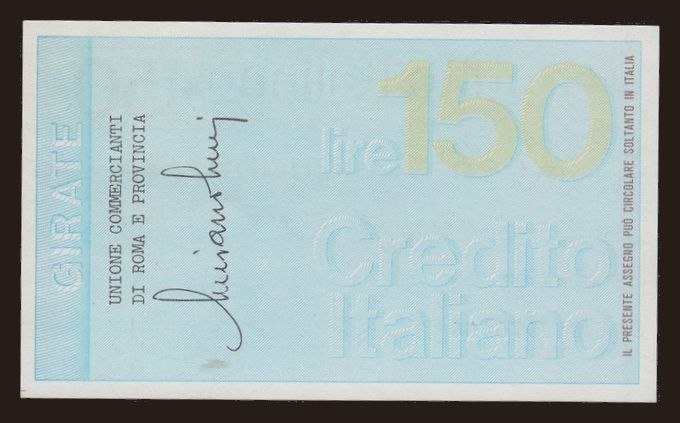 GIRATE
UNIONE COMMERCIANTI
DI ROMA E PROVINCIA
lire 150
Credito
Italiano
IL PRESENTE ASSEGNO PUÒ CIRCOLARE SOLTANTO IN ITALIA